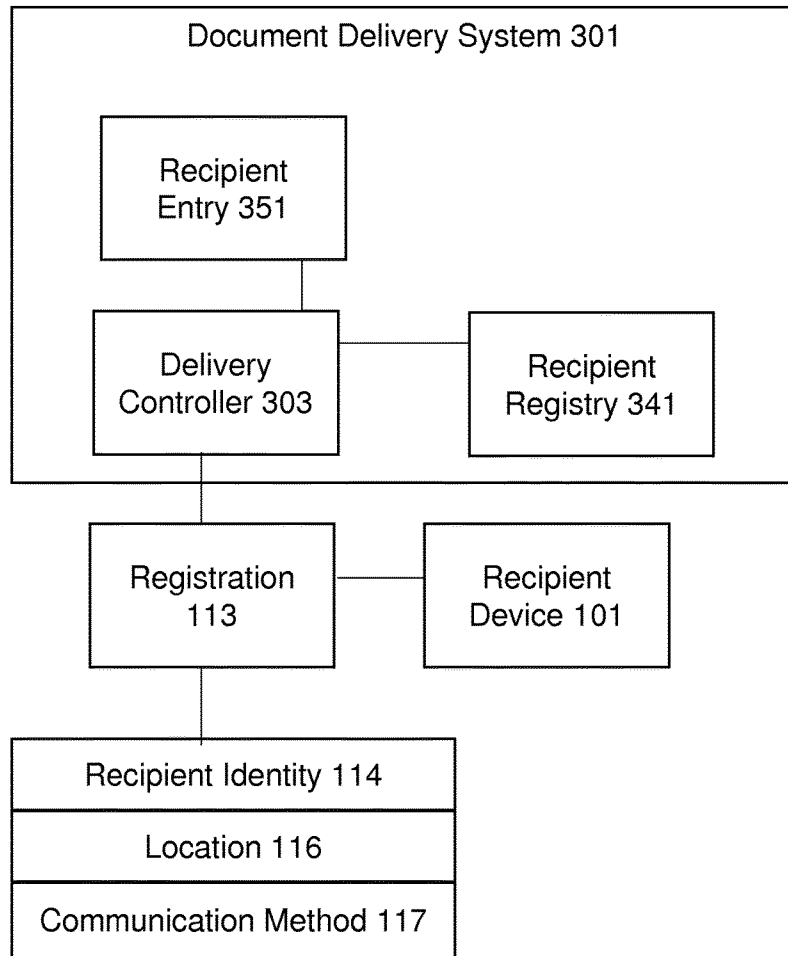 Document Delivery System 301
Recipient
Entry 351
Delivery
Controller 303
Recipient
Registry 341
Registration
113
Recipient
Device 101
Recipient Identity 114
Location 116
Communication Method 117